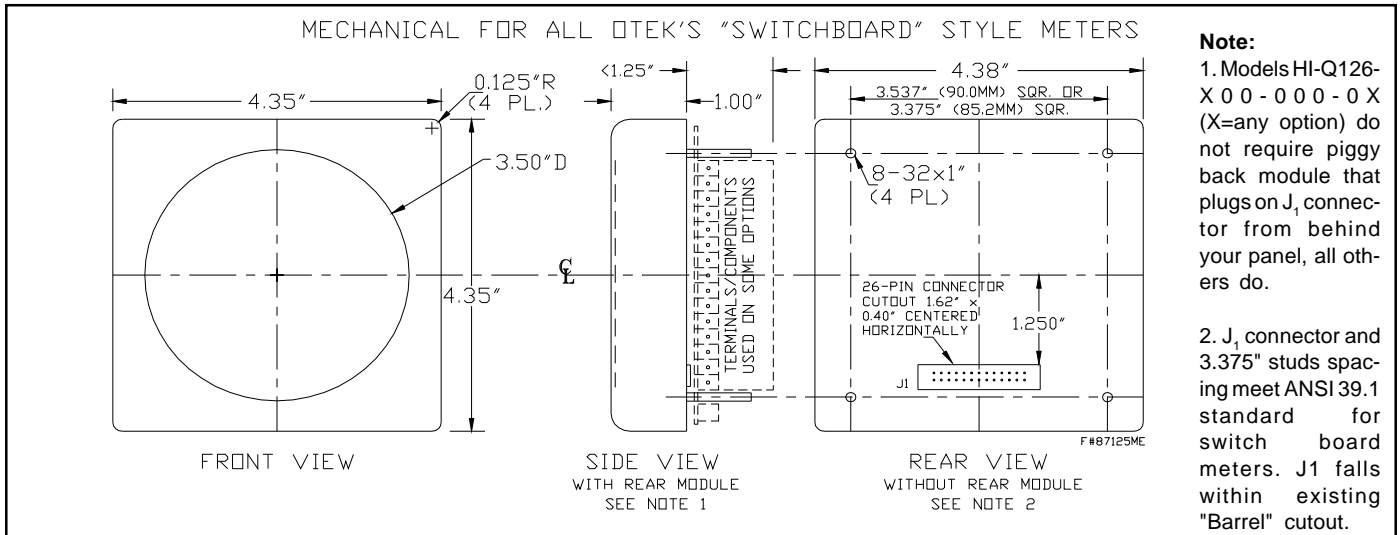 MECHANICAL FOR ALL OTEK'S "SWITCHBOARD" STYLE METERS
4.35"
0.125"R
(4 PL.)
3.50"D
4.35"
FRONT VIEW
<1.25"
1.00"
TERMINALS/COMPONENTS
USED ON SOME OPTIONS
℄
SIDE VIEW
WITH REAR MODULE
SEE NOTE 1
4.38"
3.537" (90.0MM) SQR. OR
3.375" (85.2MM) SQR.
8-32x1"
(4 PL)
26-PIN CONNECTOR
CUTOUT 1.62" x
0.40" CENTERED
HORIZONTALLY
1.250"
J1
F#87125ME
REAR VIEW
WITHOUT REAR MODULE
SEE NOTE 2
Note:
1. Models HI-Q126-
X00-000-0X
(X=any option) do
not require piggy
back module that
plugs on J1 connec-
tor from behind
your panel, all oth-
ers do.
2. J1 connector and
3.375" studs spac-
ing meet ANSI 39.1
standard for
switch board
meters. J1 falls
within existing
"Barrel" cutout.